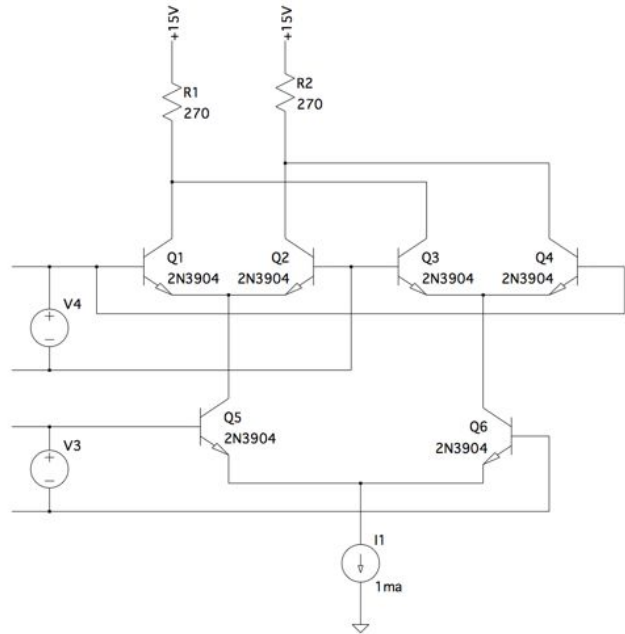 +15V
+15V
R1
270
R2
270
Q1
2N3904
Q2
2N3904
Q3
2N3904
Q4
2N3904
V4
+
−
Q5
2N3904
Q6
2N3904
V3
+
−
I1
1ma